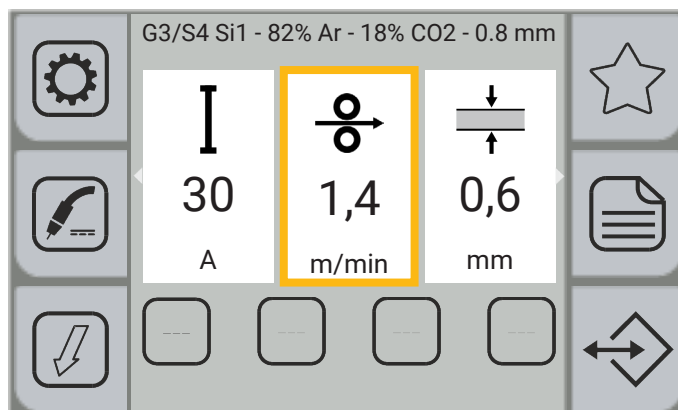 G3/S4 Si1 - 82% Ar - 18% CO2 - 0.8 mm
30 1,4 0,6
A m/min mm
--- --- --- ---